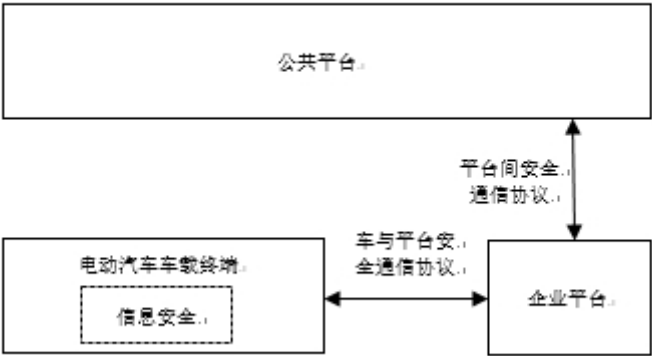 公共平台
平台间安全
通信协议
车与平台安
全通信协议
电动汽车车载终端
信息安全
企业平台